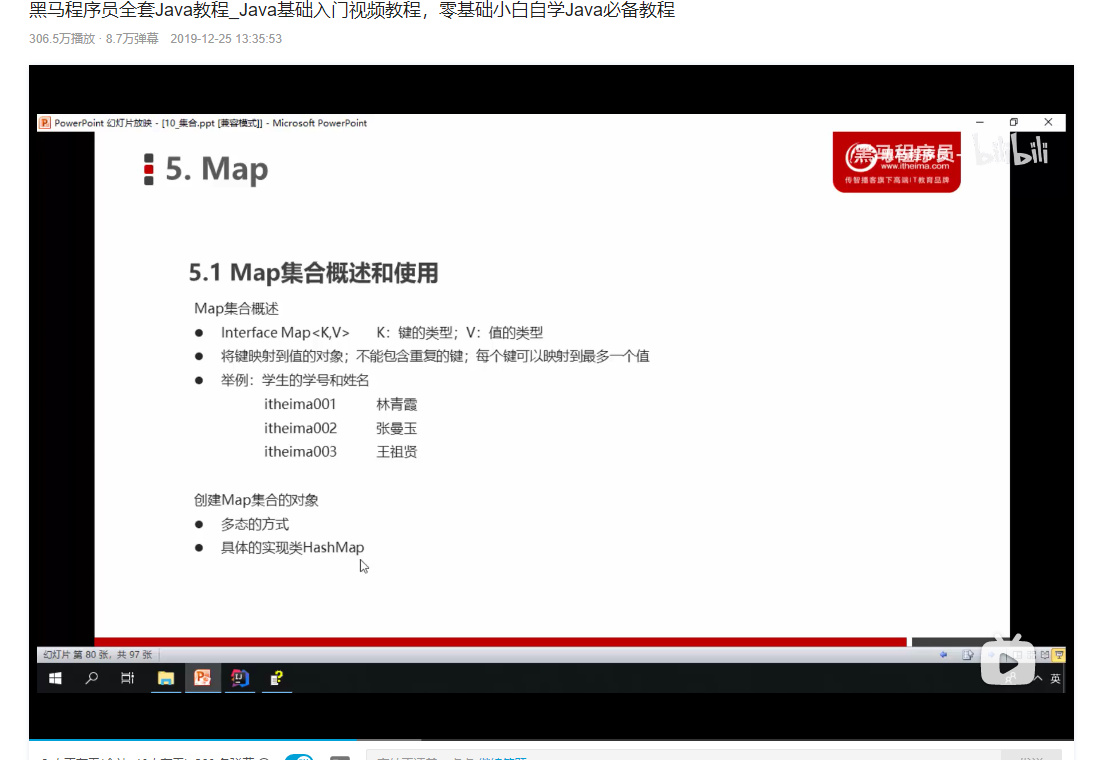 黑马程序员全套Java教程_Java基础入门视频教程，零基础小白自学Java必备教程
306.5万播放 · 8.7万弹幕 2019-12-25 13:35:53
PowerPoint 幻灯片放映 - [10_集合.ppt [兼容模式]] - Microsoft PowerPoint
5. Map
黑马程序员
www.itheima.com
传智播客旗下高端IT教育品牌
bilibili
5.1 Map集合概述和使用
Map集合概述
● Interface Map<K,V> K：键的类型；V：值的类型
● 将键映射到值的对象；不能包含重复的键；每个键可以映射到最多一个值
● 举例：学生的学号和姓名
itheima001 林青霞
itheima002 张曼玉
itheima003 王祖贤
创建Map集合的对象
● 多态的方式
● 具体的实现类HashMap
幻灯片 第 80 张，共 97 张
英